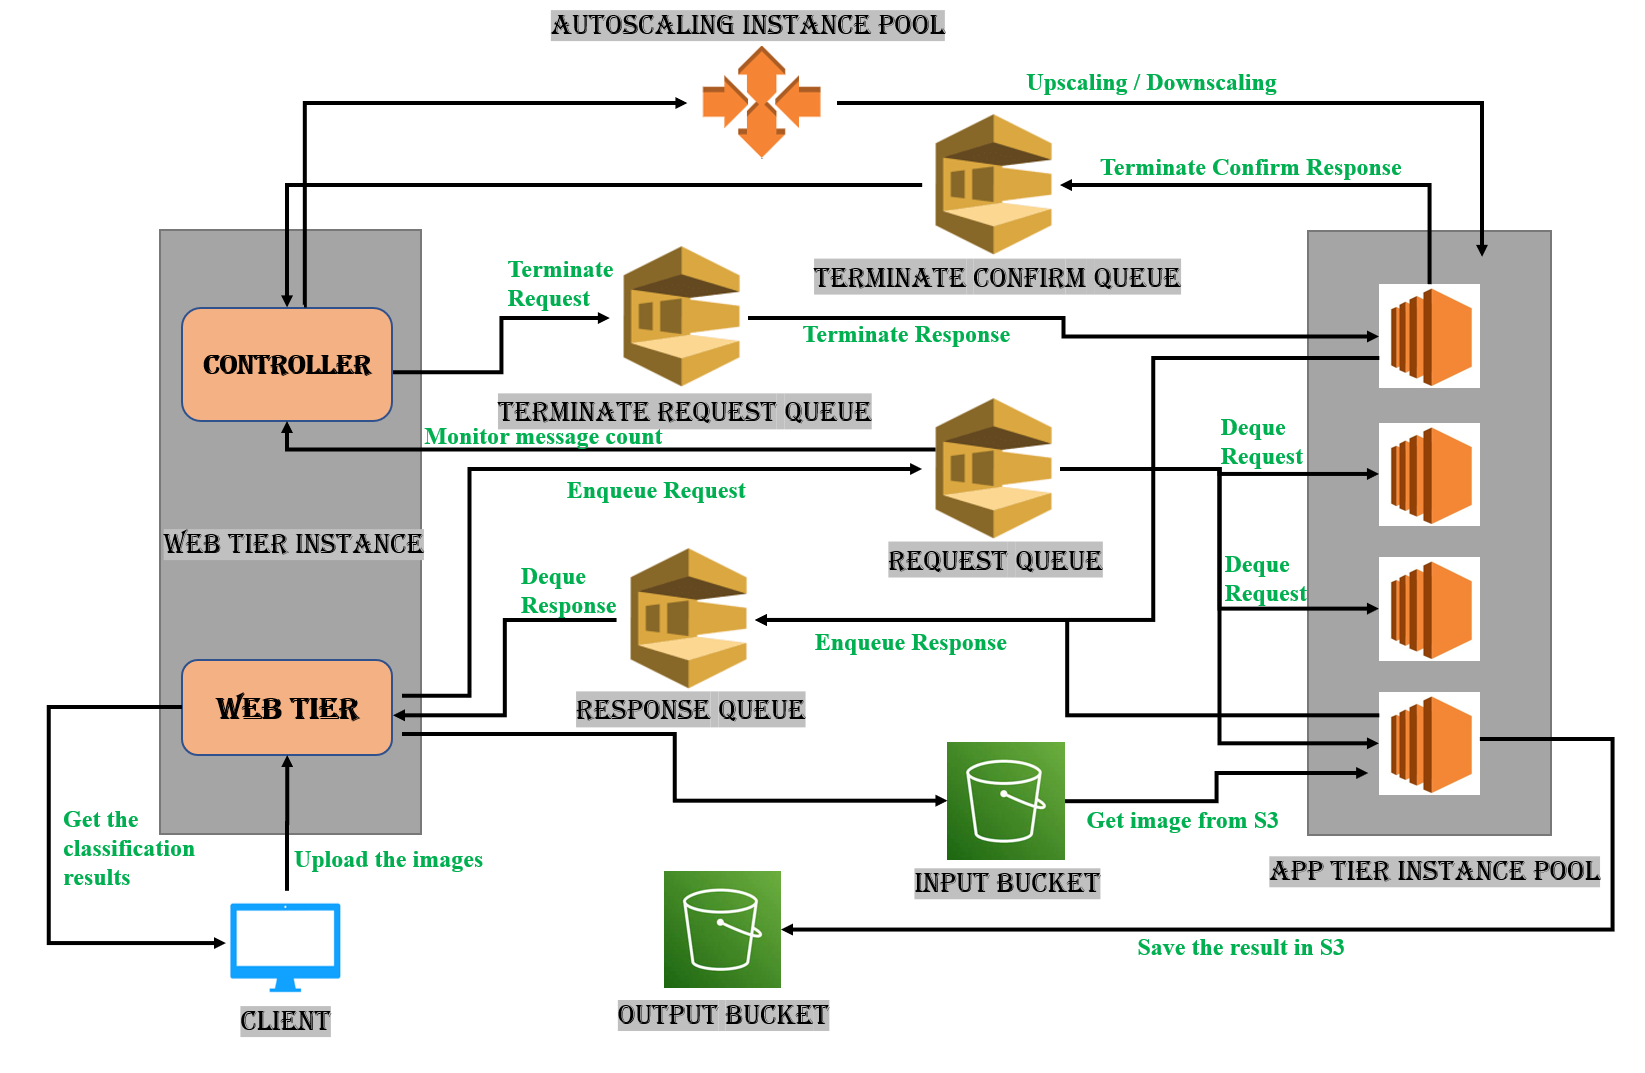 AUTOSCALING INSTANCE POOL
Upscaling / Downscaling
Terminate Confirm Response
Terminate
Request
TERMINATE CONFIRM QUEUE
Terminate Response
CONTROLLER
TERMINATE REQUEST QUEUE
Monitor message count
Deque
Request
Enqueue Request
WEB TIER INSTANCE
REQUEST QUEUE
Deque
Response
Deque
Request
Enqueue Response
WEB TIER
RESPONSE QUEUE
Get the
classification
results
Upload the images
Get image from S3
INPUT BUCKET
APP TIER INSTANCE POOL
Save the result in S3
OUTPUT BUCKET
CLIENT